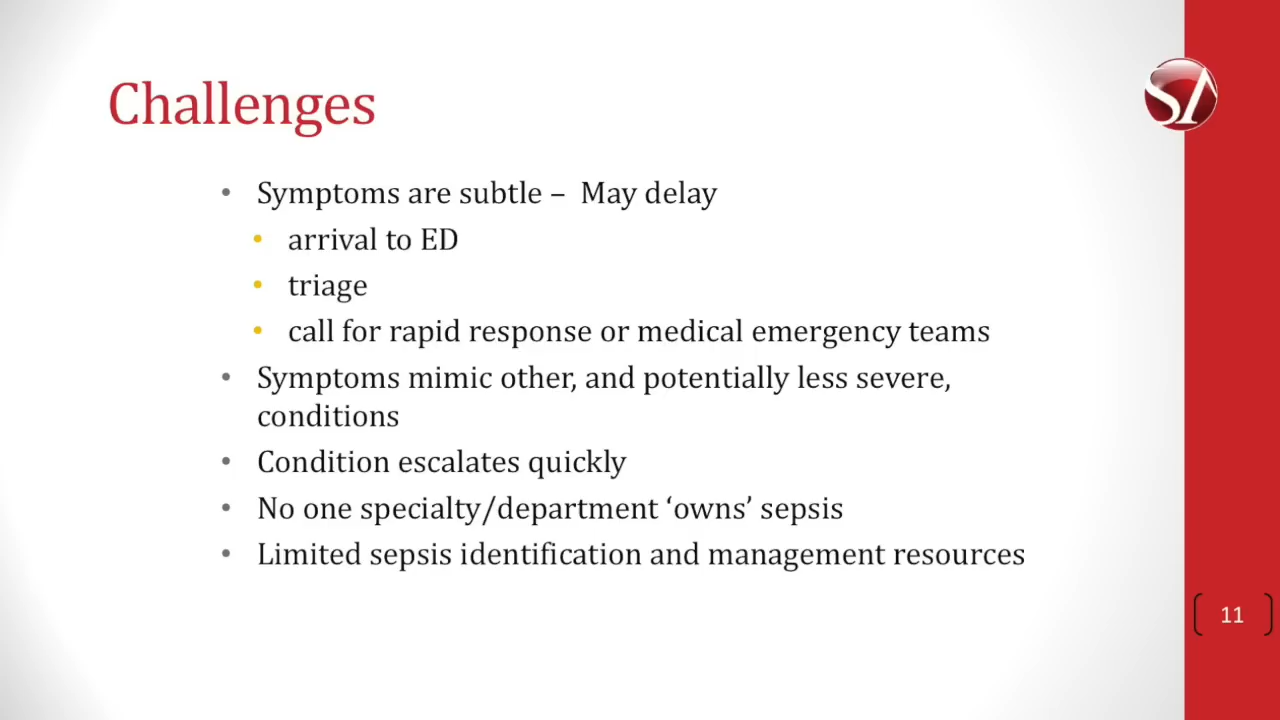 Challenges
SA
• Symptoms are subtle – May delay
• arrival to ED
• triage
• call for rapid response or medical emergency teams
• Symptoms mimic other, and potentially less severe,
conditions
• Condition escalates quickly
• No one specialty/department ‘owns’ sepsis
• Limited sepsis identification and management resources
11